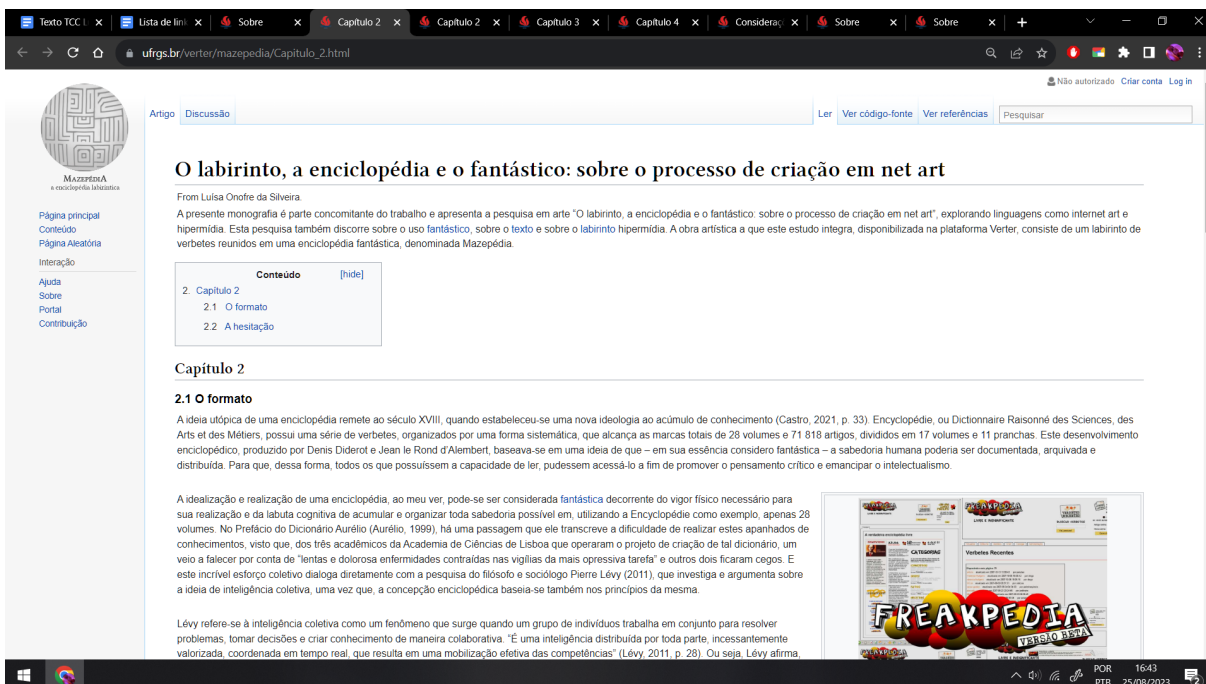 Texto TCC L
Lista de lin
Sobre
Capítulo 2
Capítulo 2
Capítulo 3
Capítulo 4
Consideraç
Sobre
Sobre
ufrgs.br/verter/mazepedia/Capitulo_2.html
Não autorizado Criar conta Log in
MAZEPÉDIA
a enciclopédia labiríntica
Artigo Discussão
Ler Ver código-fonte Ver referências Pesquisar
Página principal
Conteúdo
Página Aleatória
Interação
Ajuda
Sobre
Portal
Contribuição
O labirinto, a enciclopédia e o fantástico: sobre o processo de criação em net art
From Luísa Onofre da Silveira.
A presente monografia é parte concomitante do trabalho e apresenta a pesquisa em arte "O labirinto, a enciclopédia e o fantástico: sobre o processo de criação em net art", explorando linguagens como internet art e
hipermídia. Esta pesquisa também discorre sobre o uso fantástico, sobre o texto e sobre o labirinto hipermídia. A obra artística a que este estudo integra, disponibilizada na plataforma Verter, consiste de um labirinto de
verbetes reunidos em uma enciclopédia fantástica, denominada Mazepédia.
Conteúdo [hide]
2. Capítulo 2
2.1 O formato
2.2 A hesitação
Capítulo 2
2.1 O formato
A ideia utópica de uma enciclopédia remete ao século XVIII, quando estabeleceu-se uma nova ideologia ao acúmulo de conhecimento (Castro, 2021, p. 33). Encyclopédie, ou Dictionnaire Raisonné des Sciences, des
Arts et des Métiers, possui uma série de verbetes, organizados por uma forma sistemática, que alcança as marcas totais de 28 volumes e 71 818 artigos, divididos em 17 volumes e 11 pranchas. Este desenvolvimento
enciclopédico, produzido por Denis Diderot e Jean le Rond d'Alembert, baseava-se em uma ideia de que – em sua essência considero fantástica – a sabedoria humana poderia ser documentada, arquivada e
distribuída. Para que, dessa forma, todos os que possuíssem a capacidade de ler, pudessem acessá-lo a fim de promover o pensamento crítico e emancipar o intelectualismo.
A idealização e realização de uma enciclopédia, ao meu ver, pode-se ser considerada fantástica decorrente do vigor físico necessário para
sua realização e da labuta cognitiva de acumular e organizar toda sabedoria possível em, utilizando a Encyclopédie como exemplo, apenas 28
volumes. No Prefácio do Dicionário Aurélio (Aurélio, 1999), há uma passagem que ele transcreve a dificuldade de realizar estes apanhados de
conhecimentos, visto que, dos três acadêmicos da Academia de Ciências de Lisboa que operaram o projeto de criação de tal dicionário, um
veio a falecer por conta de "lentas e dolorosa enfermidades contraídas nas vigílias da mais opressiva tarefa" e outros dois ficaram cegos. E
este incrível esforço coletivo dialoga diretamente com a pesquisa do filósofo e sociólogo Pierre Lévy (2011), que investiga e argumenta sobre
a ideia de inteligência coletiva, uma vez que, a concepção enciclopédica baseia-se também nos princípios da mesma.
Lévy refere-se à inteligência coletiva como um fenômeno que surge quando um grupo de indivíduos trabalha em conjunto para resolver
problemas, tomar decisões e criar conhecimento de maneira colaborativa. "É uma inteligência distribuída por toda parte, incessantemente
valorizada, coordenada em tempo real, que resulta em uma mobilização efetiva das competências" (Lévy, 2011, p. 28). Ou seja, Lévy afirma,
FREAKPEDIA
LIVRE E INSIGNIFICANTE
CATEGORIAS
Verbetes Recentes
FREAKPEDIA
VERSÃO BETA
POR
PTB
16:43
25/08/2023
2